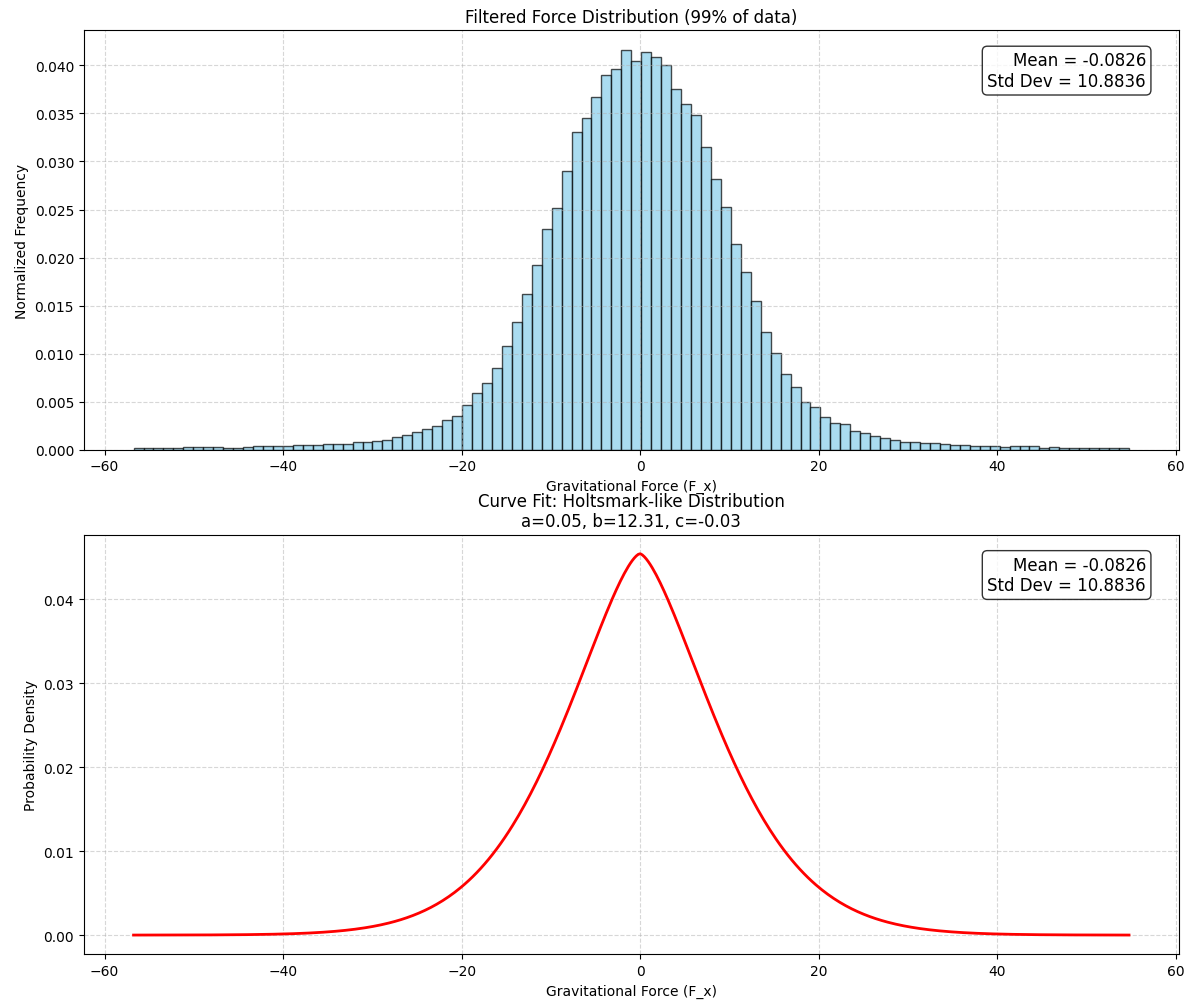 Filtered Force Distribution (99% of data)
Mean = -0.0826
Std Dev = 10.8836
Normalized Frequency
0.040
0.035
0.030
0.025
0.020
0.015
0.010
0.005
0.000
−60 −40 −20 0 20 40 60
Gravitational Force (F_x)
Curve Fit: Holtsmark-like Distribution
a=0.05, b=12.31, c=-0.03
Mean = -0.0826
Std Dev = 10.8836
Probability Density
0.04
0.03
0.02
0.01
0.00
−60 −40 −20 0 20 40 60
Gravitational Force (F_x)